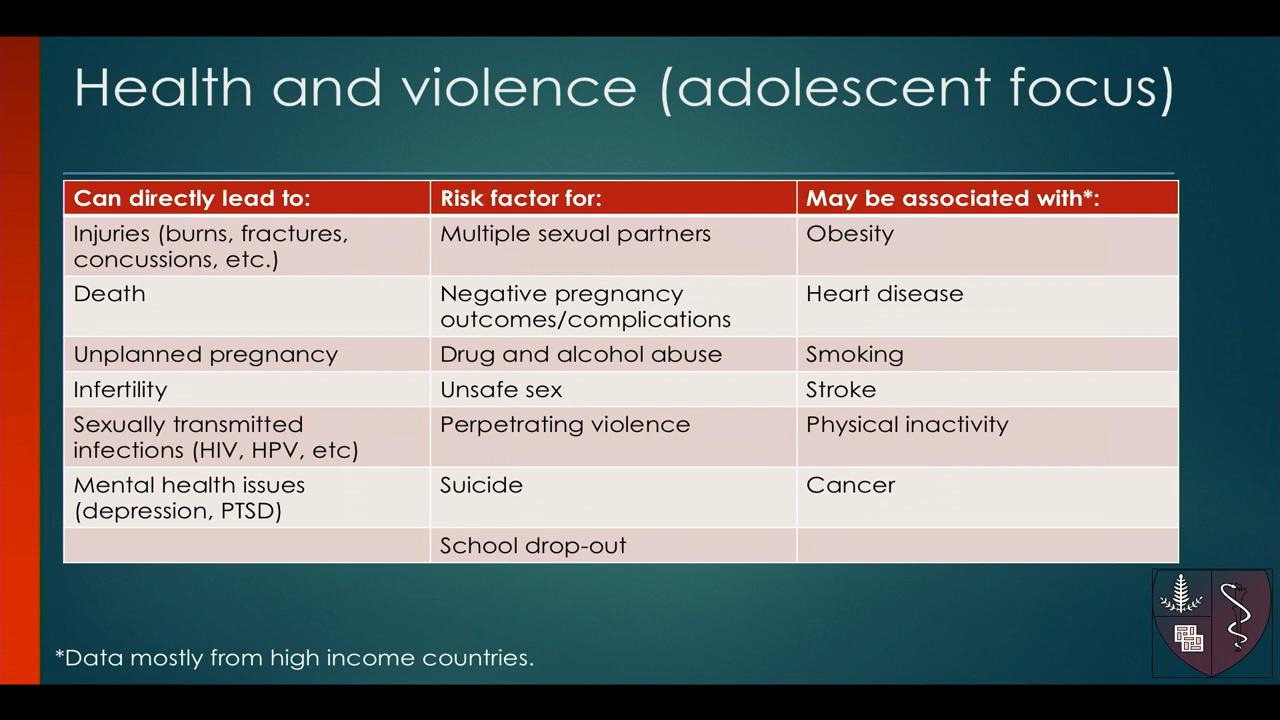 Health and violence (adolescent focus)
Can directly lead to:
Risk factor for:
May be associated with*:
Injuries (burns, fractures,
concussions, etc.)
Multiple sexual partners
Obesity
Death
Negative pregnancy
outcomes/complications
Heart disease
Unplanned pregnancy
Drug and alcohol abuse
Smoking
Infertility
Unsafe sex
Stroke
Sexually transmitted
infections (HIV, HPV, etc)
Perpetrating violence
Physical inactivity
Mental health issues
(depression, PTSD)
Suicide
Cancer
School drop-out
*Data mostly from high income countries.